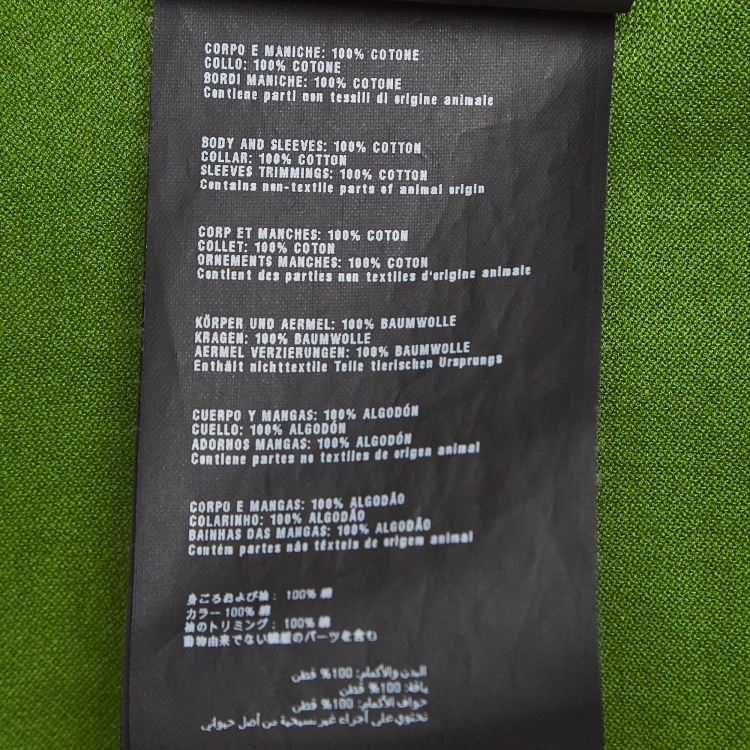 CORPO E MANICHE: 100% COTONE
COLLO: 100% COTONE
BORDI MANICHE: 100% COTONE
Contiene parti non tessili di origine animale
BODY AND SLEEVES: 100% COTTON
COLLAR: 100% COTTON
SLEEVES TRIMMINGS: 100% COTTON
Contains non-textile parts of animal origin
CORP ET MANCHES: 100% COTON
COLLET: 100% COTON
ORNEMENTS MANCHES: 100% COTON
Contient des parties non textiles d'origine animale
KÖRPER UND AERMEL: 100% BAUMWOLLE
KRAGEN: 100% BAUMWOLLE
AERMEL VERZIERUNGEN: 100% BAUMWOLLE
Enthält nichttextile Teile tierischen Ursprungs
CUERPO Y MANGAS: 100% ALGODÓN
CUELLO: 100% ALGODÓN
ADORNOS MANGAS: 100% ALGODÓN
Contiene partes no textiles de origen animal
CORPO E MANGAS: 100% ALGODÃO
COLARINHO: 100% ALGODÃO
BAINHAS DAS MANGAS: 100% ALGODÃO
Contém partes não têxteis de origem animal
身ごろおよび袖: 100% 綿
カラー 100% 綿
袖のトリミング: 100% 綿
動物由来でない繊維のパーツを含む
البدن والأكمام: 100% قطن
ياقة: 100% قطن
حواف الأكمام: 100% قطن
تحتوي على أجزاء غير نسيجية من أصل حيواني